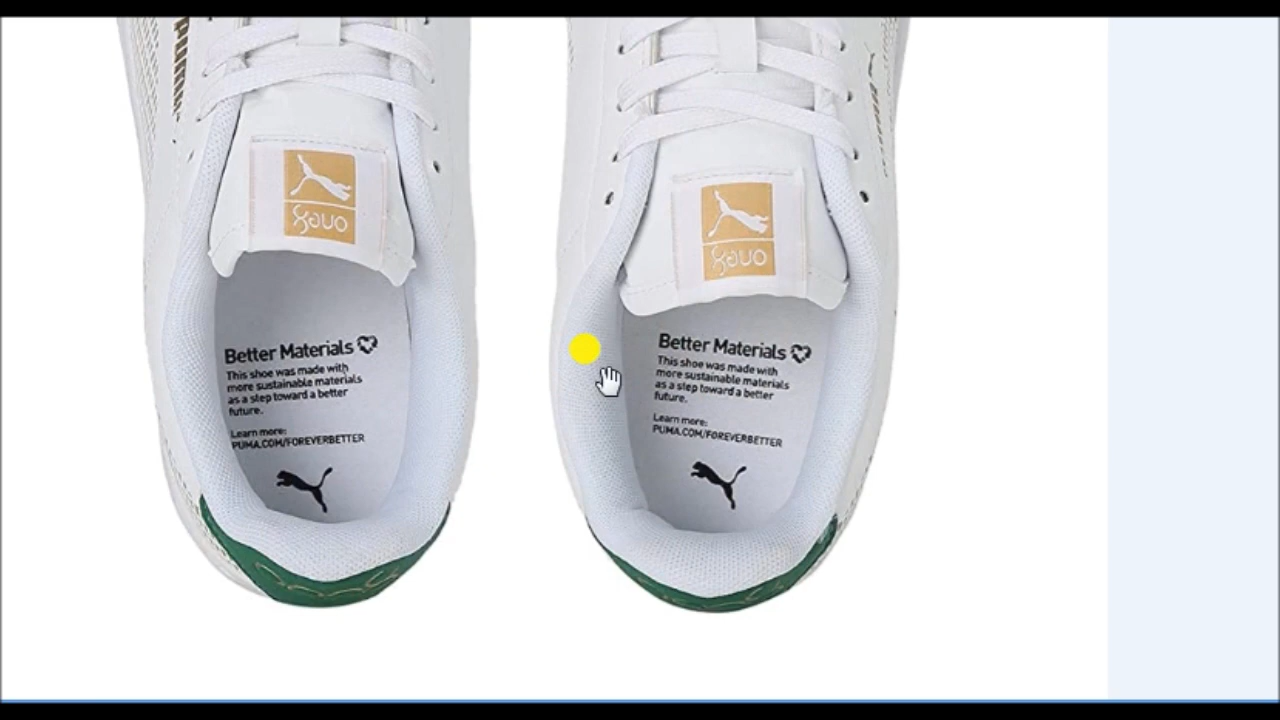 one8
one8
Better Materials
This shoe was made with
more sustainable materials
as a step toward a better
future.
Learn more:
PUMA.COM/FOREVERBETTER
Better Materials
This shoe was made with
more sustainable materials
as a step toward a better
future.
Learn more:
PUMA.COM/FOREVERBETTER